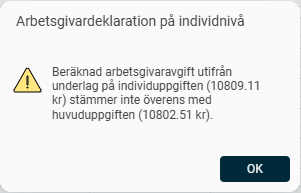 Arbetsgivardeklaration på individnivå
Beräknad arbetsgivaravgift utifrån
underlag på individuppgiften (10809.11
kr) stämmer inte överens med
huvuduppgiften (10802.51 kr).
OK